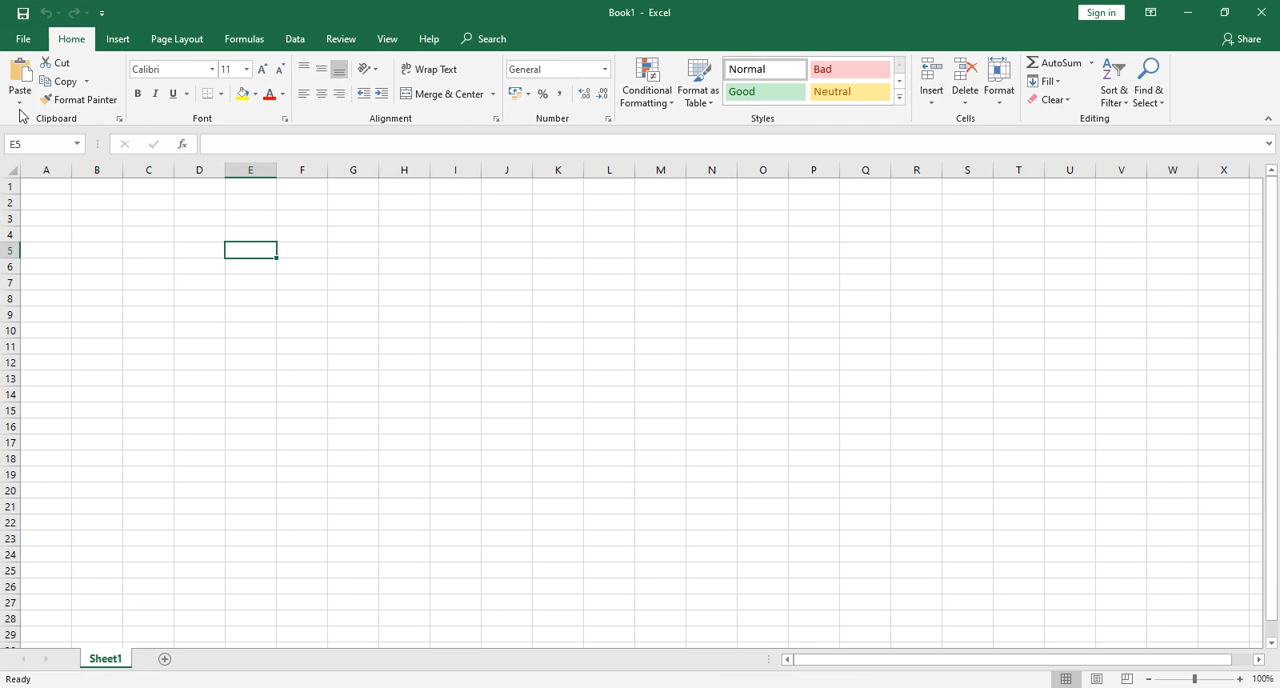 Book1 - Excel
Sign in
File Home Insert Page Layout Formulas Data Review View Help Search Share
Paste
Cut
Copy
Format Painter
Clipboard
Calibri 11
B I U
Font
Wrap Text
Merge & Center
Alignment
General
%
Number
Conditional Formatting
Format as Table
Normal Bad
Good Neutral
Styles
Insert Delete Format
Cells
AutoSum
Fill
Clear
Sort & Filter
Find & Select
Editing
E5 fx
A B C D E F G H I J K L M N O P Q R S T U V W X
1
2
3
4
5
6
7
8
9
10
11
12
13
14
15
16
17
18
19
20
21
22
23
24
25
26
27
28
29
Sheet1
Ready
100%